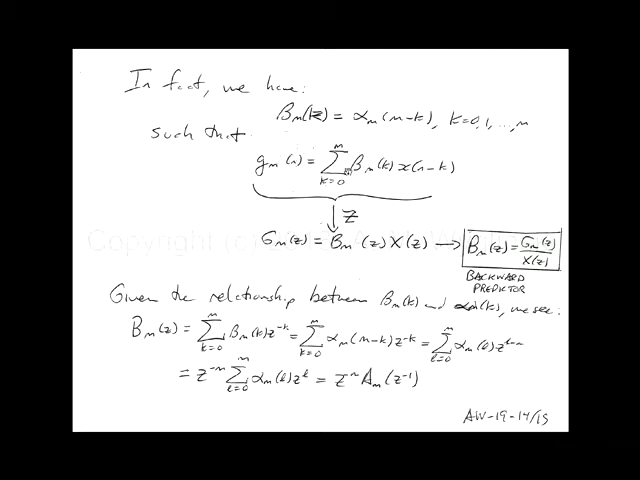 In fact, we have:
βm(k) = αm(m-k), k=0,1,...,m
such that
gm(n) = Σ_{k=0}^{m} βm(k) x(n-k)
↓ Z
Gm(z) = Bm(z) X(z) → Bm(z) = Gm(z)/X(z)
BACKWARD
PREDICTOR
Given the relationship between βm(k) and αm(k), we see:
Bm(z) = Σ_{k=0}^{m} βm(k) z^{-k} = Σ_{k=0}^{m} αm(m-k) z^{-k} = Σ_{l=0}^{m} αm(l) z^{l-m}
= z^{-m} Σ_{l=0}^{m} αm(l) z^{l} = z^{-m} Am(z^{-1})
AW-19-14/15